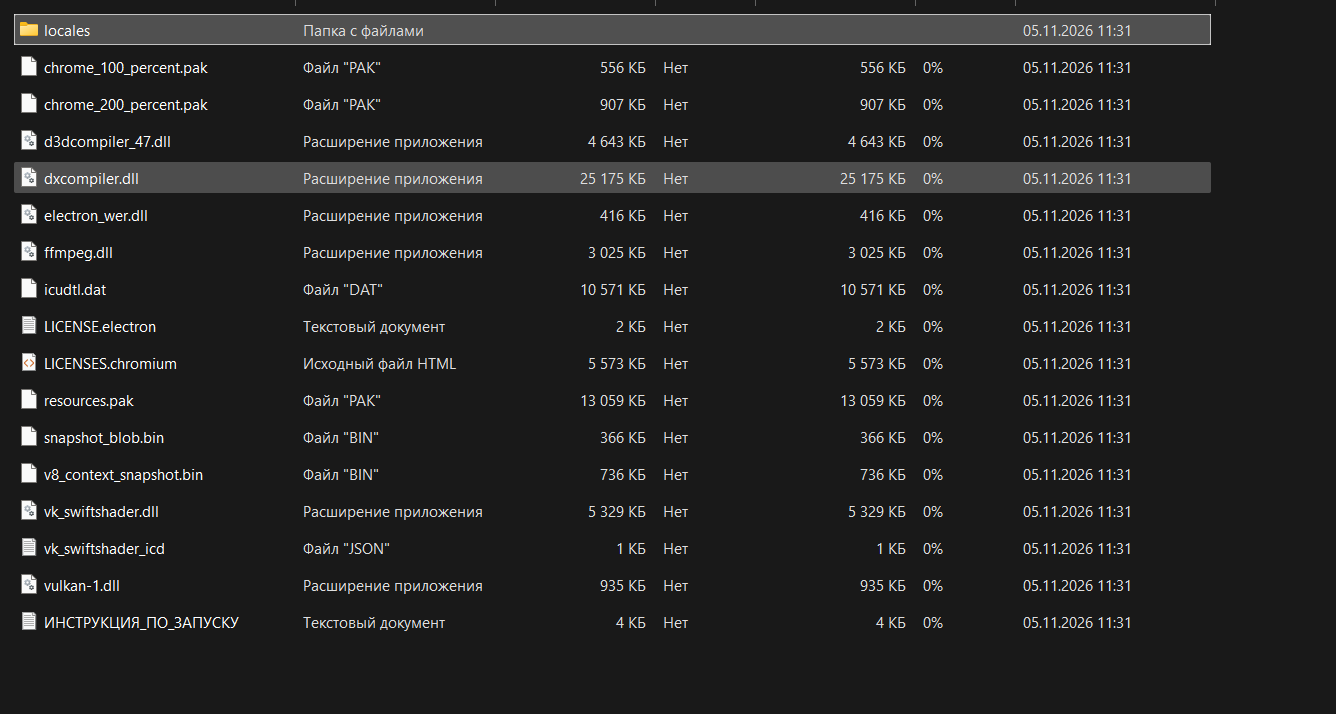 locales Папка с файлами 05.11.2026 11:31
chrome_100_percent.pak Файл "PAK" 556 КБ Нет 556 КБ 0% 05.11.2026 11:31
chrome_200_percent.pak Файл "PAK" 907 КБ Нет 907 КБ 0% 05.11.2026 11:31
d3dcompiler_47.dll Расширение приложения 4 643 КБ Нет 4 643 КБ 0% 05.11.2026 11:31
dxcompiler.dll Расширение приложения 25 175 КБ Нет 25 175 КБ 0% 05.11.2026 11:31
electron_wer.dll Расширение приложения 416 КБ Нет 416 КБ 0% 05.11.2026 11:31
ffmpeg.dll Расширение приложения 3 025 КБ Нет 3 025 КБ 0% 05.11.2026 11:31
icudtl.dat Файл "DAT" 10 571 КБ Нет 10 571 КБ 0% 05.11.2026 11:31
LICENSE.electron Текстовый документ 2 КБ Нет 2 КБ 0% 05.11.2026 11:31
LICENSES.chromium Исходный файл HTML 5 573 КБ Нет 5 573 КБ 0% 05.11.2026 11:31
resources.pak Файл "PAK" 13 059 КБ Нет 13 059 КБ 0% 05.11.2026 11:31
snapshot_blob.bin Файл "BIN" 366 КБ Нет 366 КБ 0% 05.11.2026 11:31
v8_context_snapshot.bin Файл "BIN" 736 КБ Нет 736 КБ 0% 05.11.2026 11:31
vk_swiftshader.dll Расширение приложения 5 329 КБ Нет 5 329 КБ 0% 05.11.2026 11:31
vk_swiftshader_icd Файл "JSON" 1 КБ Нет 1 КБ 0% 05.11.2026 11:31
vulkan-1.dll Расширение приложения 935 КБ Нет 935 КБ 0% 05.11.2026 11:31
ИНСТРУКЦИЯ_ПО_ЗАПУСКУ Текстовый документ 4 КБ Нет 4 КБ 0% 05.11.2026 11:31